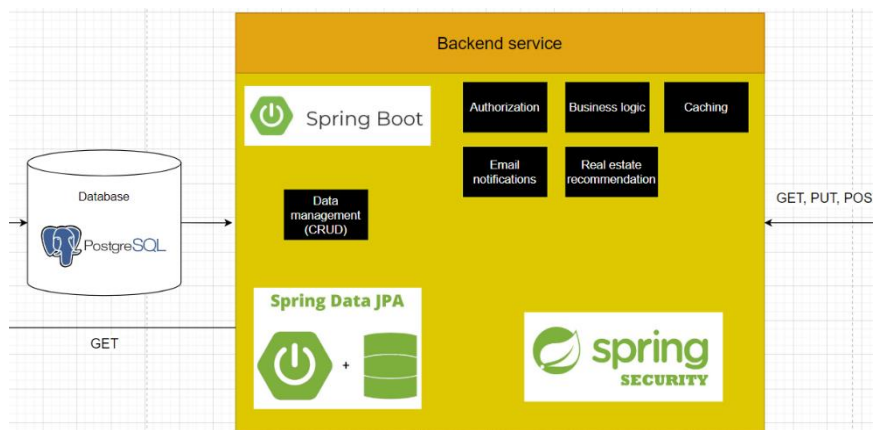 Backend service
Spring Boot
Authorization
Business logic
Caching
Email
notifications
Real estate
recommendation
Data
management
(CRUD)
Database
PostgreSQL
GET, PUT, POS
GET
Spring Data JPA
+
spring
SECURITY